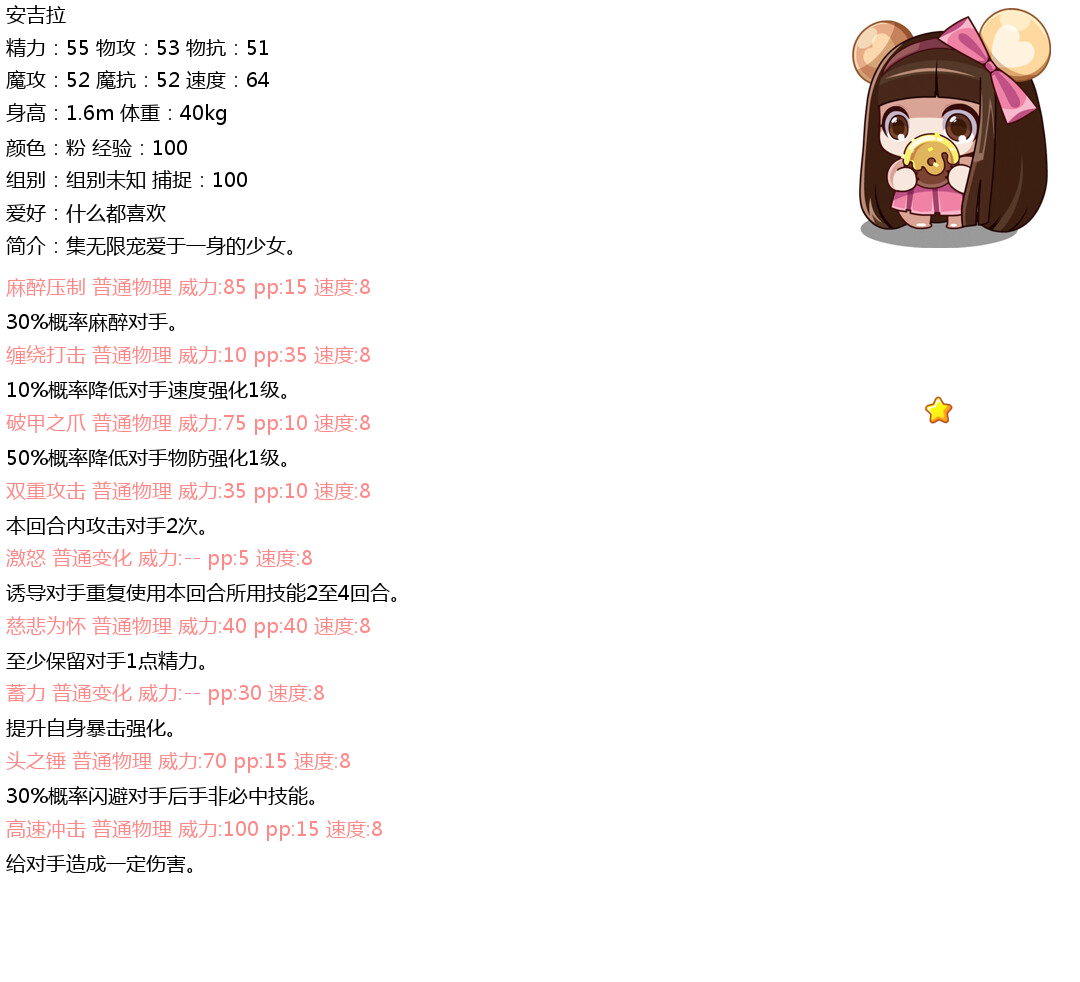 安吉拉
精力：55 物攻：53 物抗：51
魔攻：52 魔抗：52 速度：64
身高：1.6m 体重：40kg
颜色：粉 经验：100
组别：组别未知 捕捉：100
爱好：什么都喜欢
简介：集无限宠爱于一身的少女。
麻醉压制 普通物理 威力:85 pp:15 速度:8
30%概率麻醉对手。
缠绕打击 普通物理 威力:10 pp:35 速度:8
10%概率降低对手速度强化1级。
破甲之爪 普通物理 威力:75 pp:10 速度:8
50%概率降低对手物防强化1级。
双重攻击 普通物理 威力:35 pp:10 速度:8
本回合内攻击对手2次。
激怒 普通变化 威力:-- pp:5 速度:8
诱导对手重复使用本回合所用技能2至4回合。
慈悲为怀 普通物理 威力:40 pp:40 速度:8
至少保留对手1点精力。
蓄力 普通变化 威力:-- pp:30 速度:8
提升自身暴击强化。
头之锤 普通物理 威力:70 pp:15 速度:8
30%概率闪避对手后手非必中技能。
高速冲击 普通物理 威力:100 pp:15 速度:8
给对手造成一定伤害。